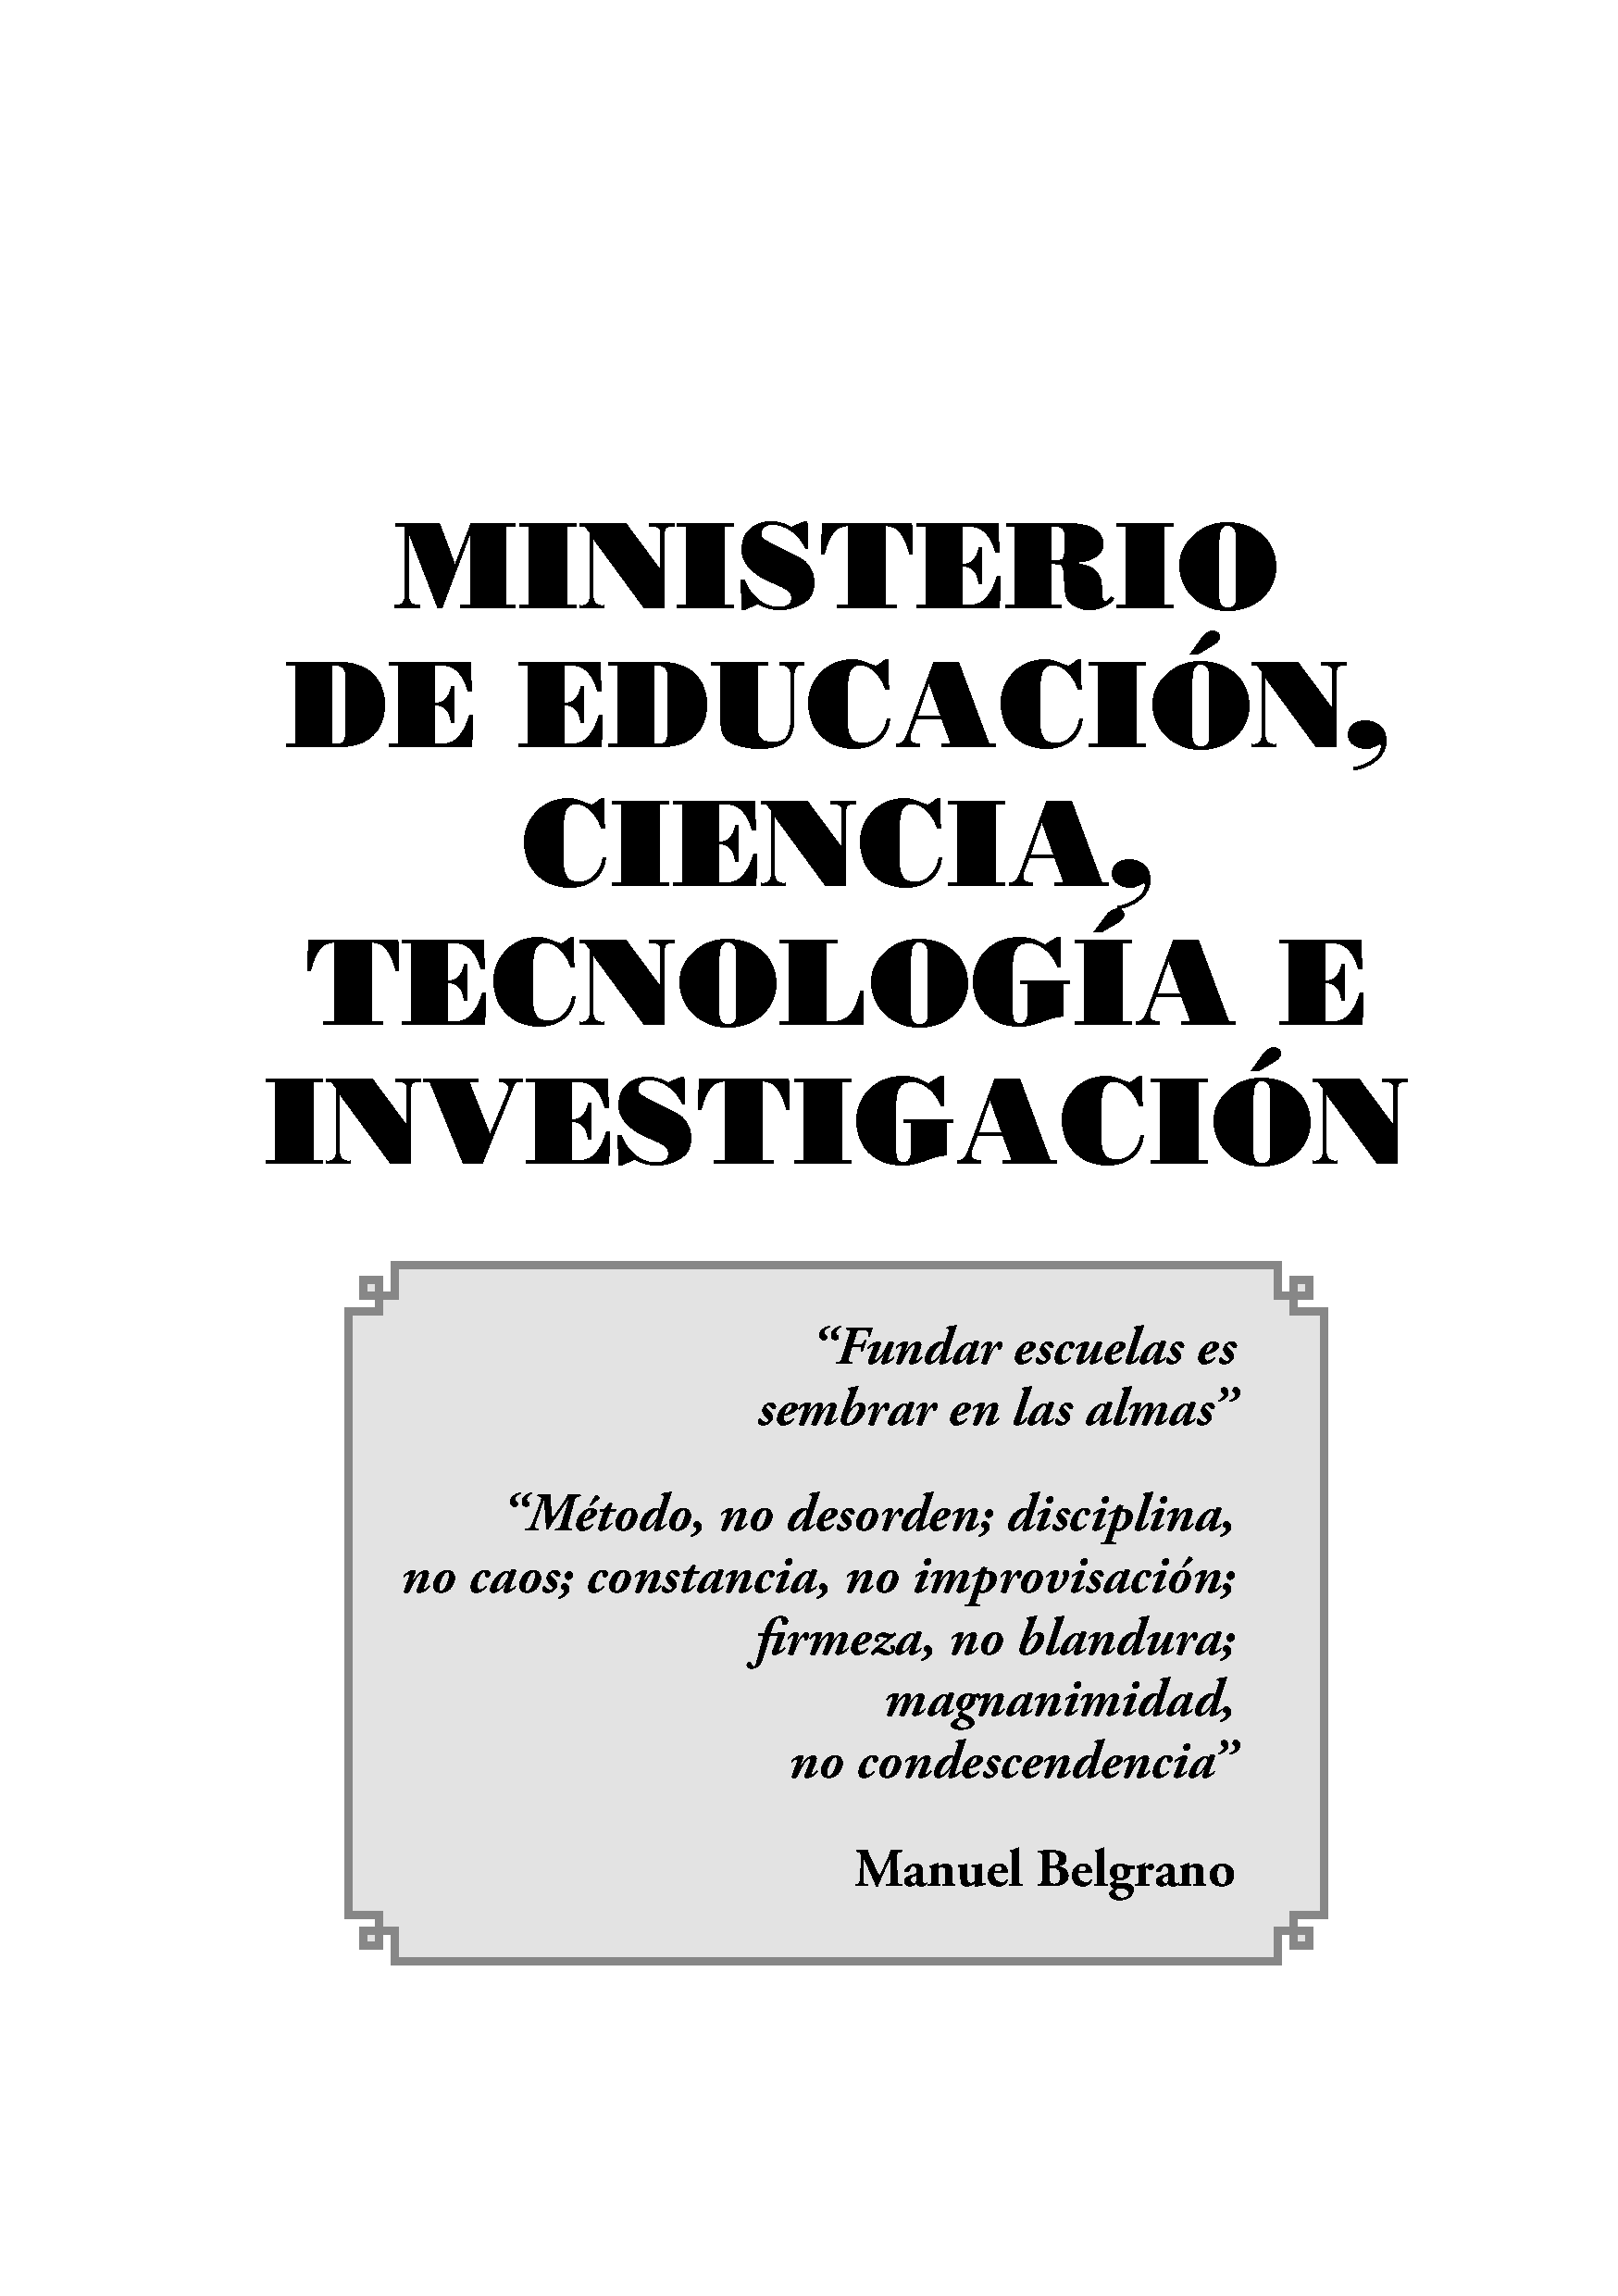 MINISTERIO
DE EDUCACIÓN,
CIENCIA,
TECNOLOGÍA E
INVESTIGACIÓN
“Fundar escuelas es
sembrar en las almas”
“Método, no desorden; disciplina,
no caos; constancia, no improvisación;
firmeza, no blandura;
magnanimidad,
no condescendencia”
Manuel Belgrano